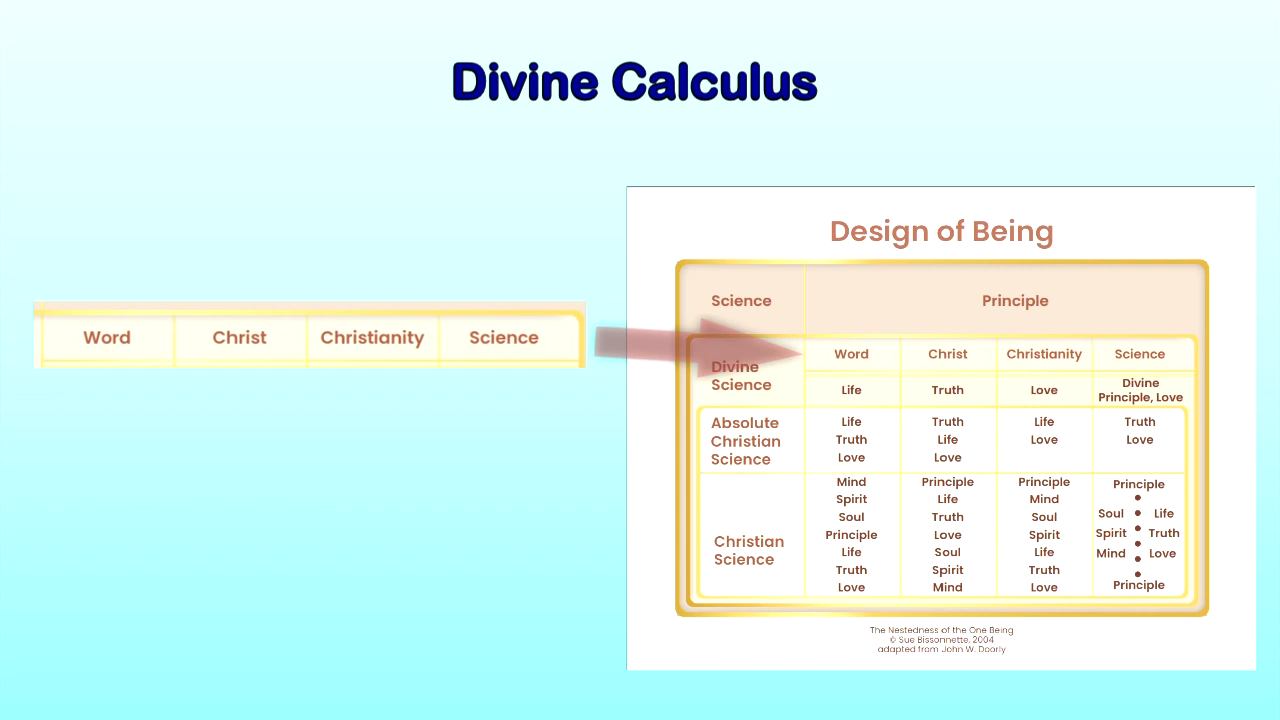 Divine Calculus
Word Christ Christianity Science
Design of Being
Science Principle
Divine Science
Word Christ Christianity Science
Life Truth Love Divine Principle, Love
Absolute Christian Science
Life Truth Life Truth
Truth Life Love Love
Love Love
Christian Science
Mind Principle Principle Principle
Spirit Life Mind
Soul Truth Soul Soul Life
Principle Love Spirit Spirit Truth
Life Soul Life Mind Love
Truth Spirit Truth
Love Mind Love Principle
The Nestedness of the One Being
© Sue Bissonnette, 2004
adapted from John W. Doorly